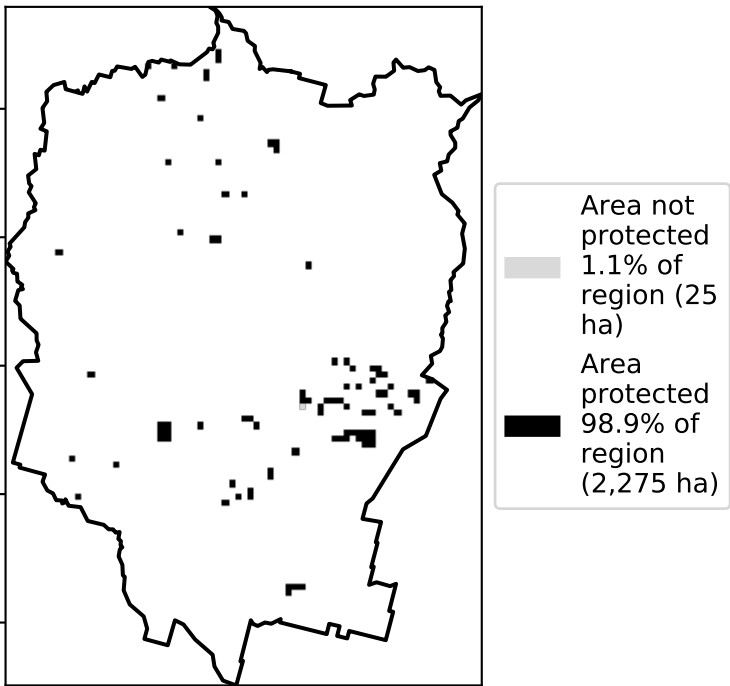 Area not
protected
1.1% of
region (25
ha)
Area
protected
98.9% of
region
(2,275 ha)